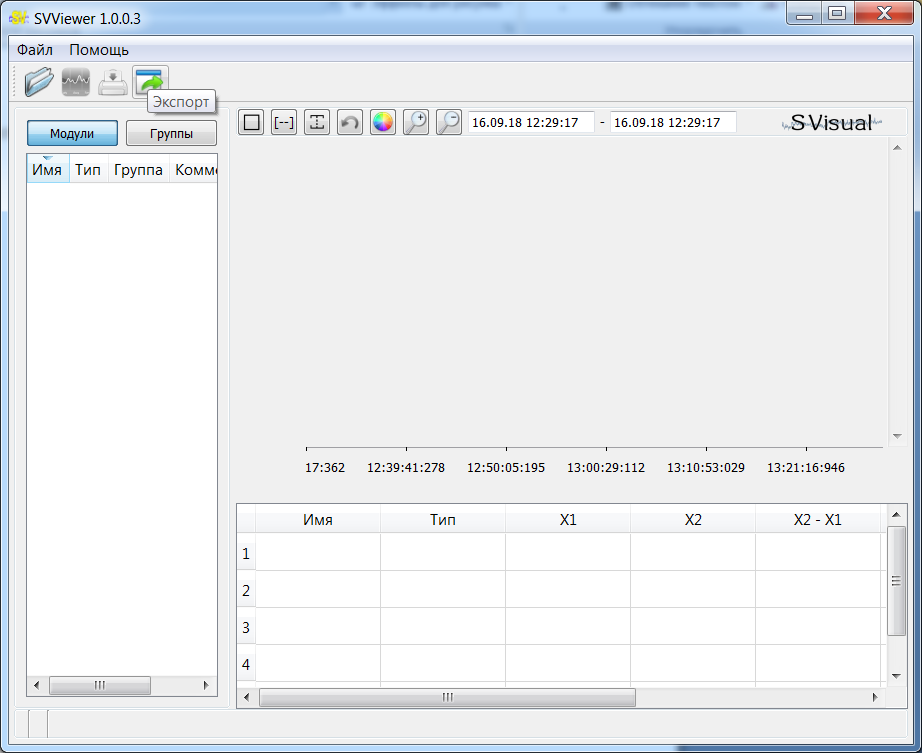 SVViewer 1.0.0.3
Файл Помощь
Экспорт
Модули Группы
Имя Тип Группа
[--] 16.09.18 12:29:17 - 16.09.18 12:29:17 SVisual
17:362 12:39:41:278 12:50:05:195 13:00:29:112 13:10:53:029 13:21:16:946
Имя Тип X1 X2 X2 - X1
1
2
3
4